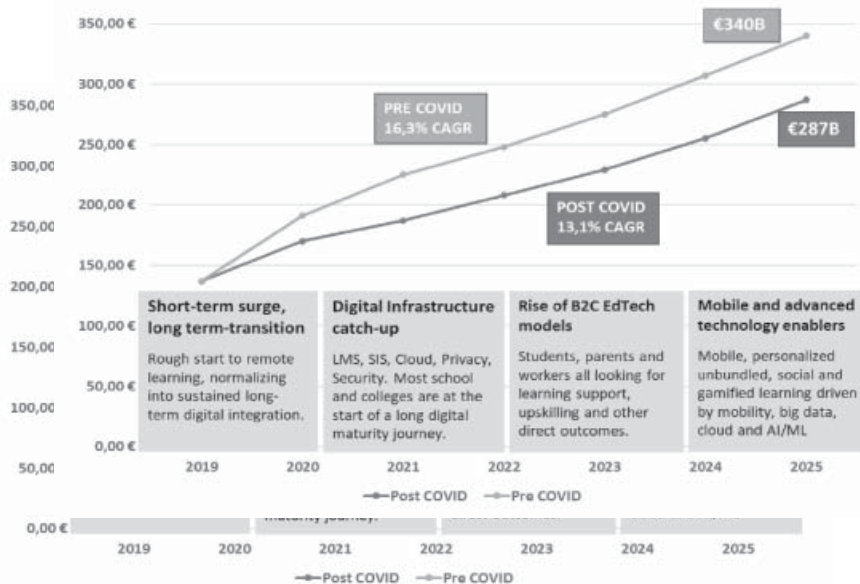 350,00 €
300,00 €
250,00 €
200,00 €
150,00 €
100,00 €
50,00 €
0,00 €
€340B
PRE COVID
16,3% CAGR
€287B
POST COVID
13,1% CAGR
Short-term surge,
long term-transition
Rough start to remote
learning, normalizing
into sustained long-
term digital integration.
Digital Infrastructure
catch-up
LMS, SIS, Cloud, Privacy,
Security. Most school
and colleges are at the
start of a long digital
maturity journey.
Rise of B2C EdTech
models
Students, parents and
workers all looking for
learning support,
upskilling and other
direct outcomes.
Mobile and advanced
technology enablers
Mobile, personalized
unbundled, social and
gamified learning driven
by mobility, big data,
cloud and AI/ML
2019 2020 2021 2022 2023 2024 2025
Post COVID Pre COVID
350,00
300,00
250,00
200,00
150,00
100,00
50,00
0,00 €
maturity journey.
2019 2020 2021 2022 2023 2024 2025
Post COVID Pre COVID